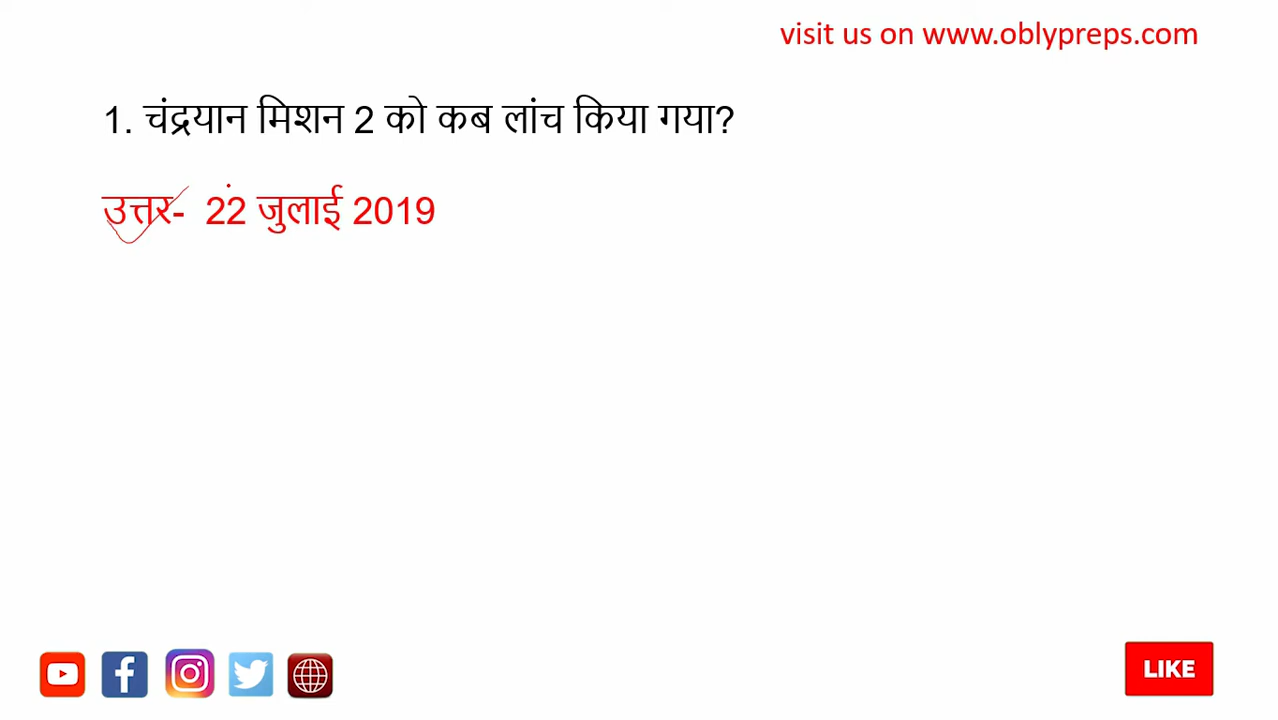 visit us on www.oblypreps.com
1. चंद्रयान मिशन 2 को कब लांच किया गया?
उत्तर- 22 जुलाई 2019
LIKE